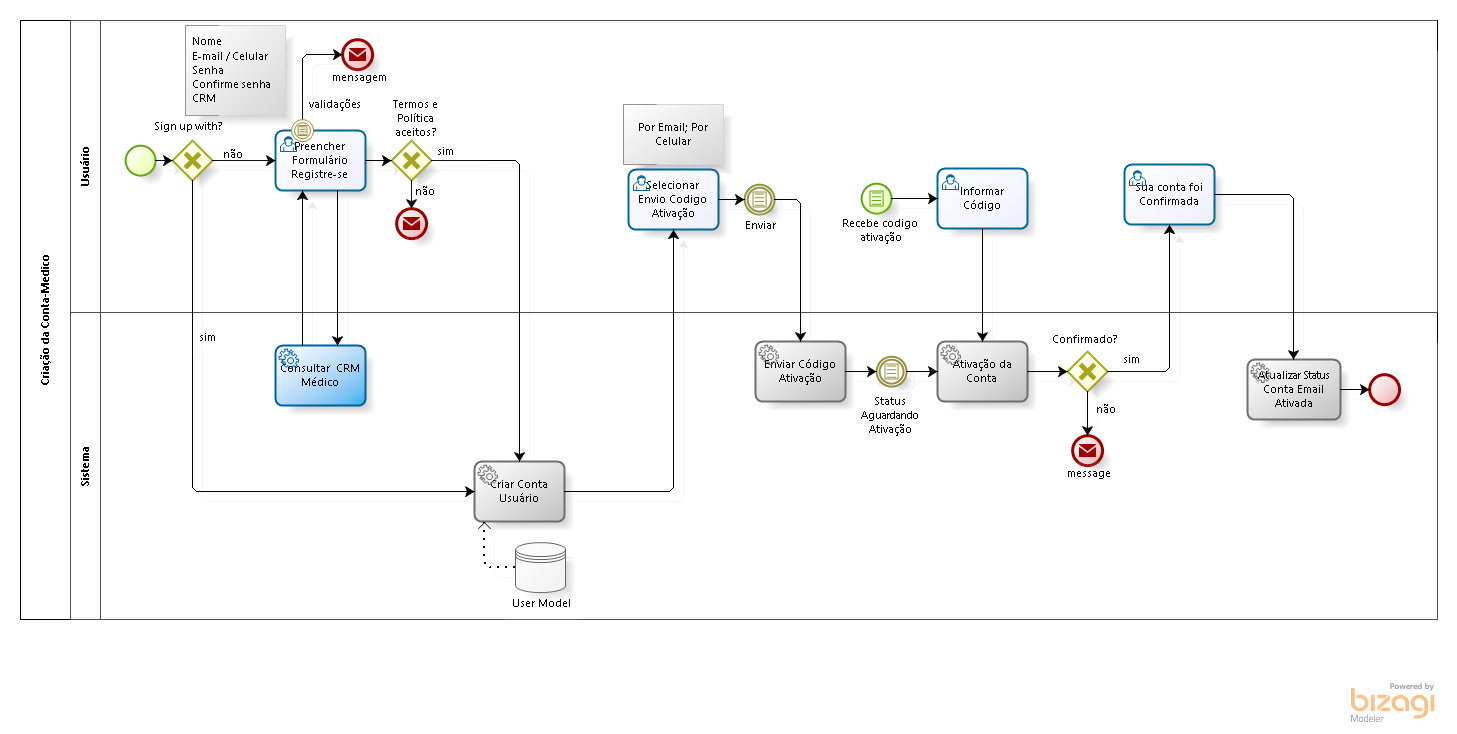 Criação da Conta-Medico
Usuário
Nome
E-mail / Celular
Senha
Confirme senha
CRM
mensagem
validações
Sign up with?
não
sim
Preencher
Formulário
Registre-se
Termos e
Política
aceitos?
sim
não
Por Email; Por
Celular
Selecionar
Envio Codigo
Ativação
Enviar
Recebe codigo
ativação
Informar
Código
Sua conta foi
Confirmada
Sistema
Consultar CRM
Médico
Criar Conta
Usuário
User Model
Enviar Código
Ativação
Status
Aguardando
Ativação
Ativação da
Conta
Confirmado?
sim
não
message
Atualizar Status
Conta Email
Ativada
Powered by
bizagi
Modeler